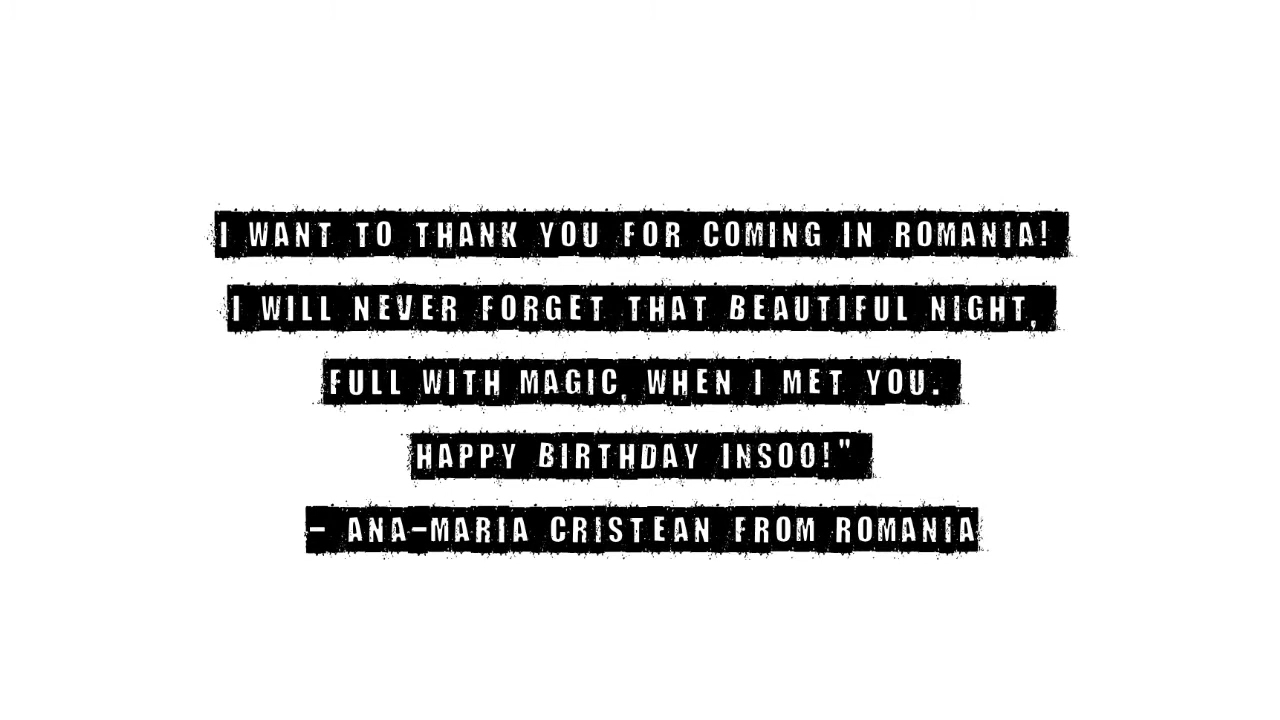 I WANT TO THANK YOU FOR COMING IN ROMANIA!
I WILL NEVER FORGET THAT BEAUTIFUL NIGHT,
FULL WITH MAGIC, WHEN I MET YOU.
HAPPY BIRTHDAY INSOO!"
- ANA-MARIA CRISTEAN FROM ROMANIA